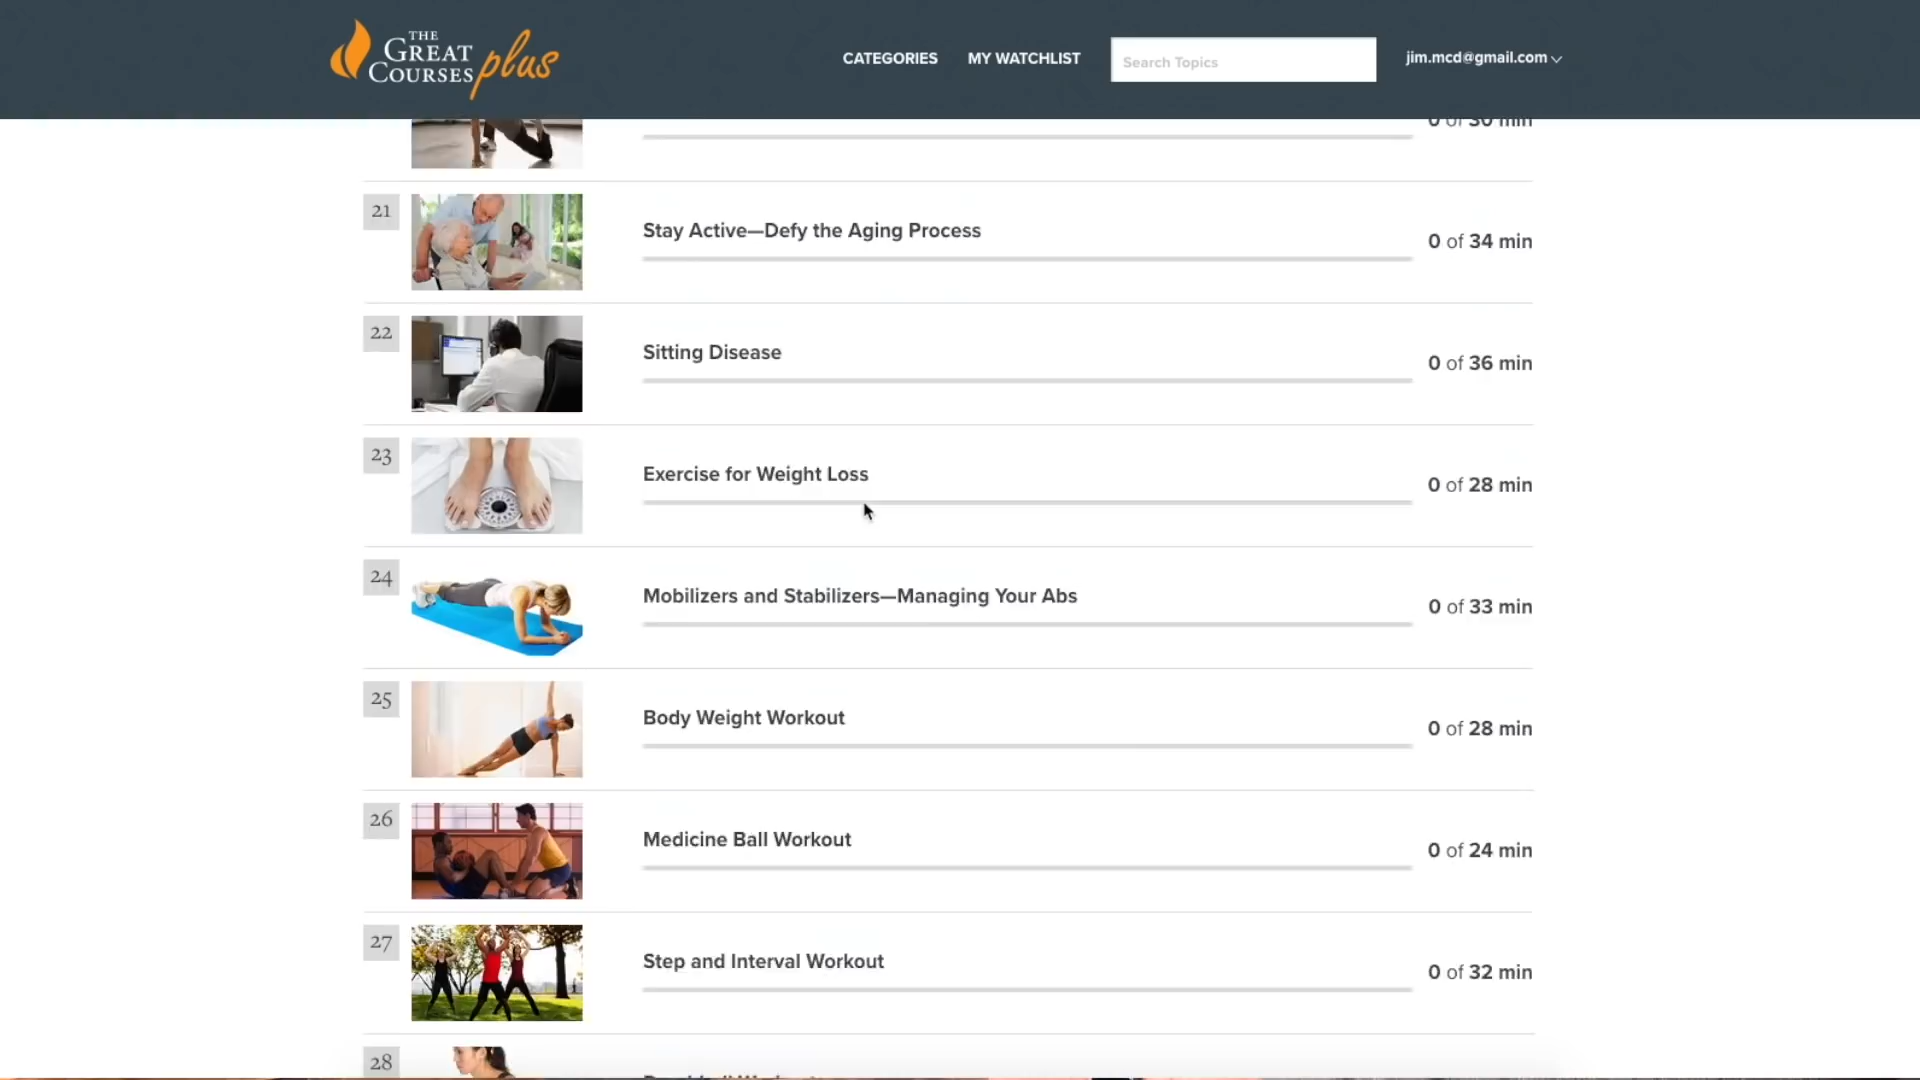 THE
GREAT
COURSES plus
CATEGORIES
MY WATCHLIST
Search Topics
jim.mcd@gmail.com
0 of 30 min
21
Stay Active—Defy the Aging Process
0 of 34 min
22
Sitting Disease
0 of 36 min
23
Exercise for Weight Loss
0 of 28 min
24
Mobilizers and Stabilizers—Managing Your Abs
0 of 33 min
25
Body Weight Workout
0 of 28 min
26
Medicine Ball Workout
0 of 24 min
27
Step and Interval Workout
0 of 32 min
28